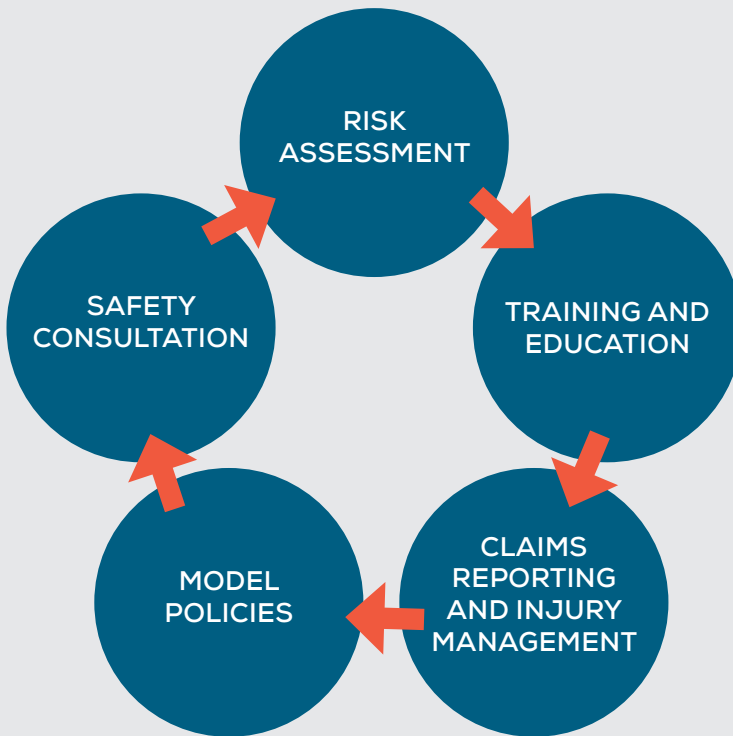 RISK
ASSESSMENT
TRAINING AND
EDUCATION
CLAIMS
REPORTING
AND INJURY
MANAGEMENT
MODEL
POLICIES
SAFETY
CONSULTATION